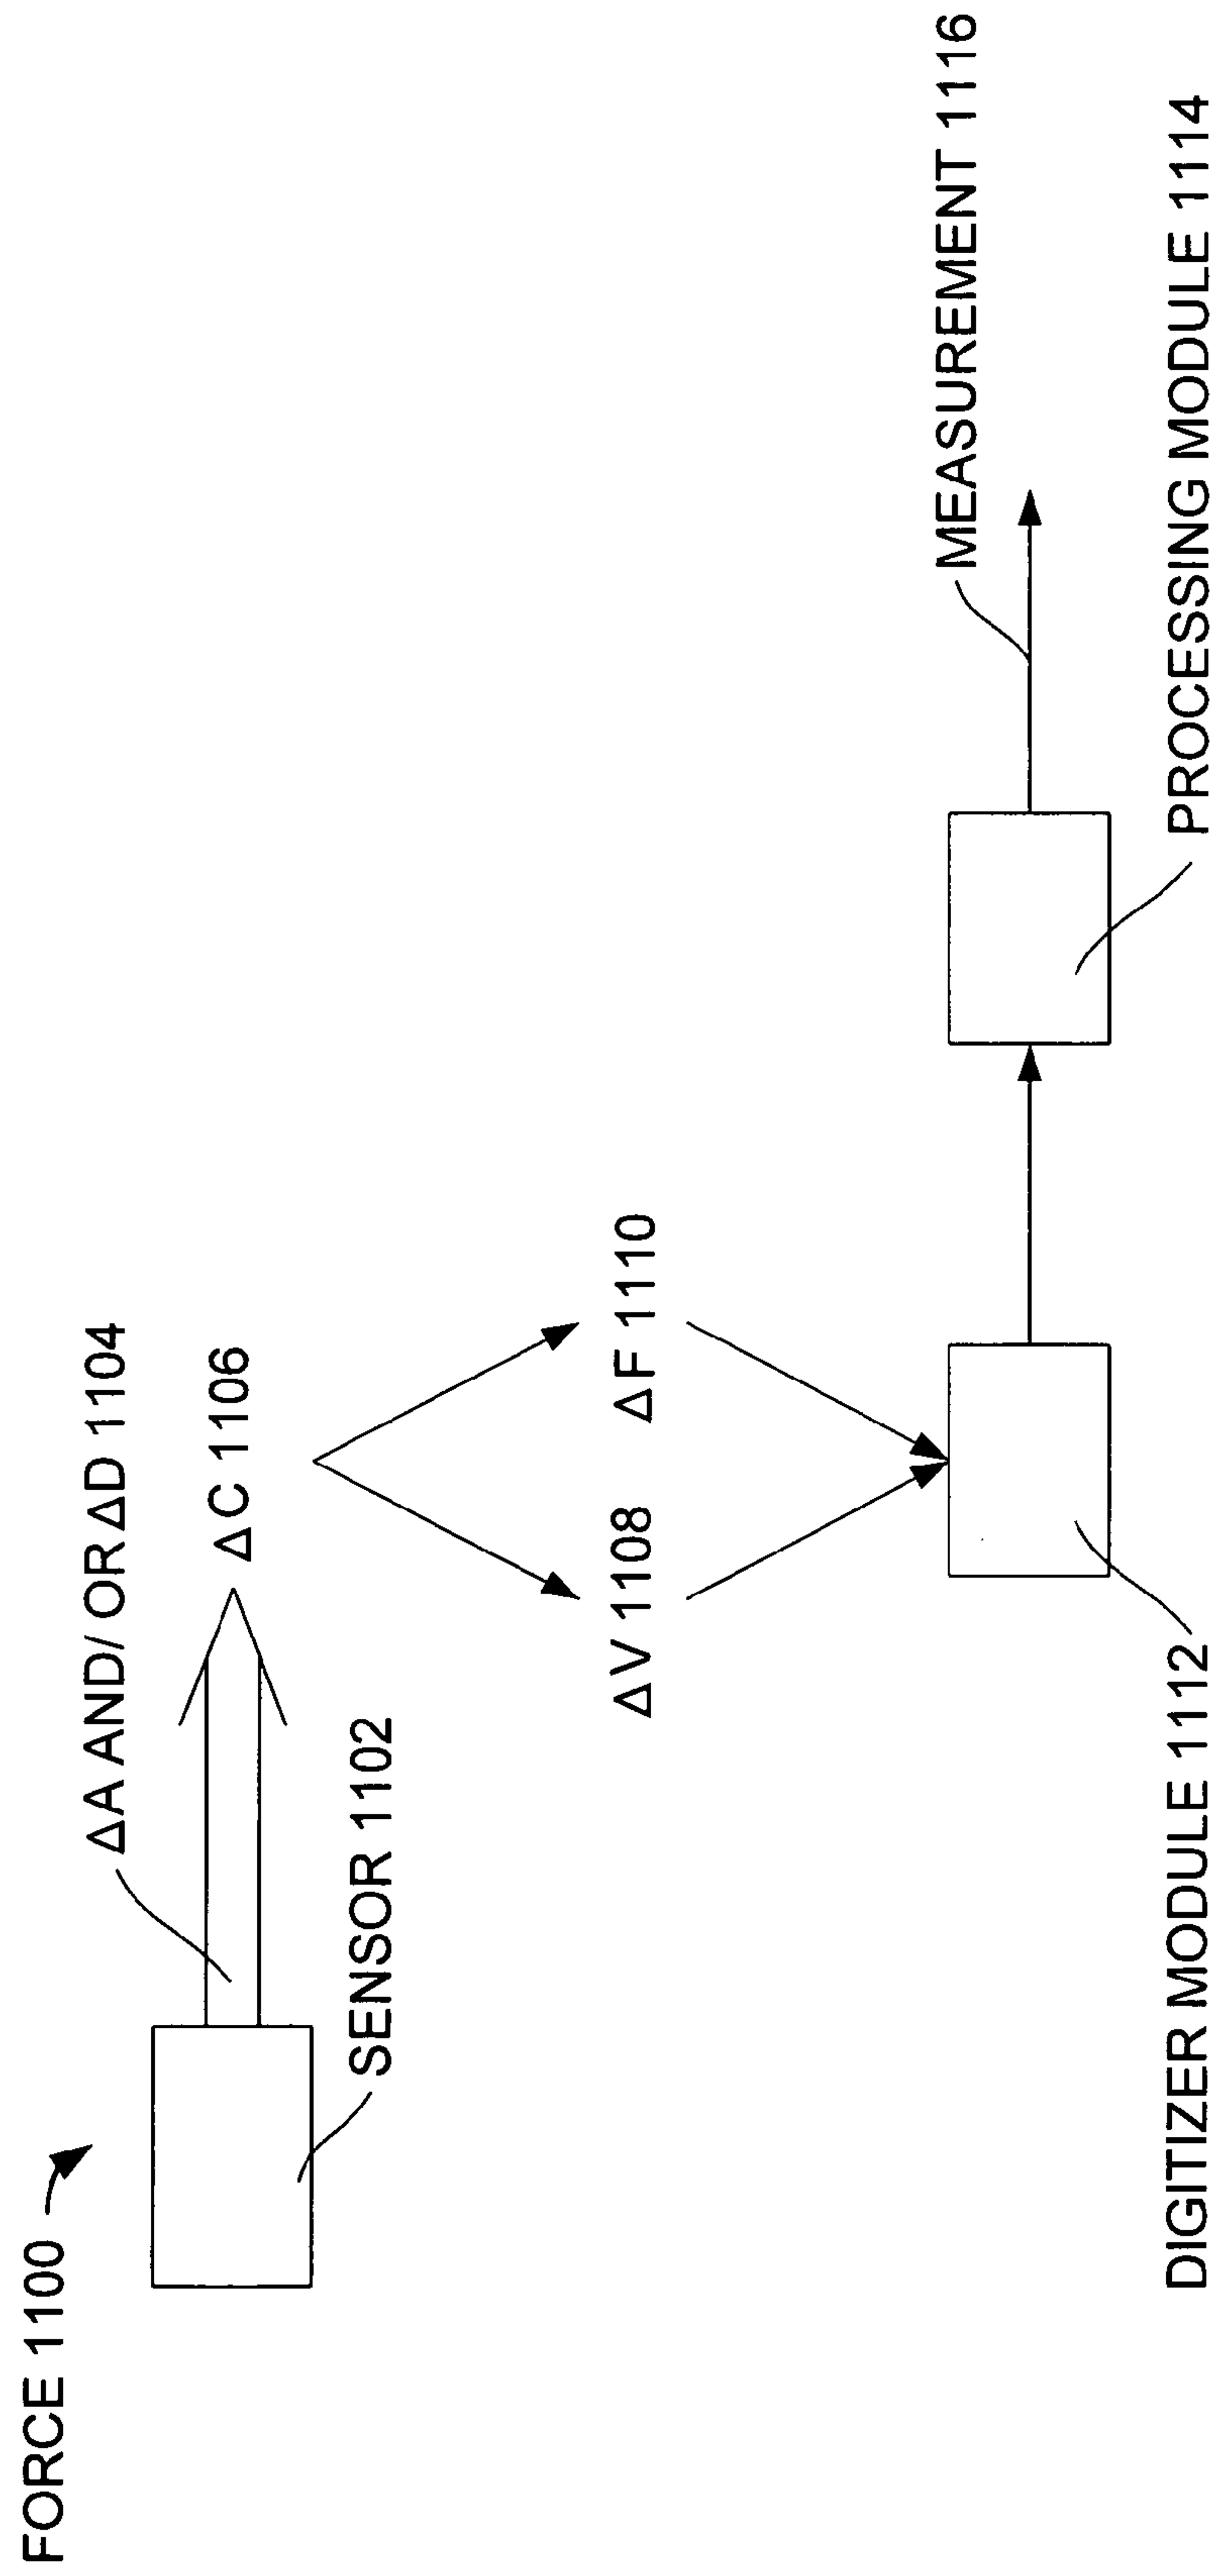 FORCE 1100
ΔA AND/ OR ΔD 1104
ΔC 1106
SENSOR 1102
ΔV 1108
ΔF 1110
MEASUREMENT 1116
DIGITIZER MODULE 1112
PROCESSING MODULE 1114